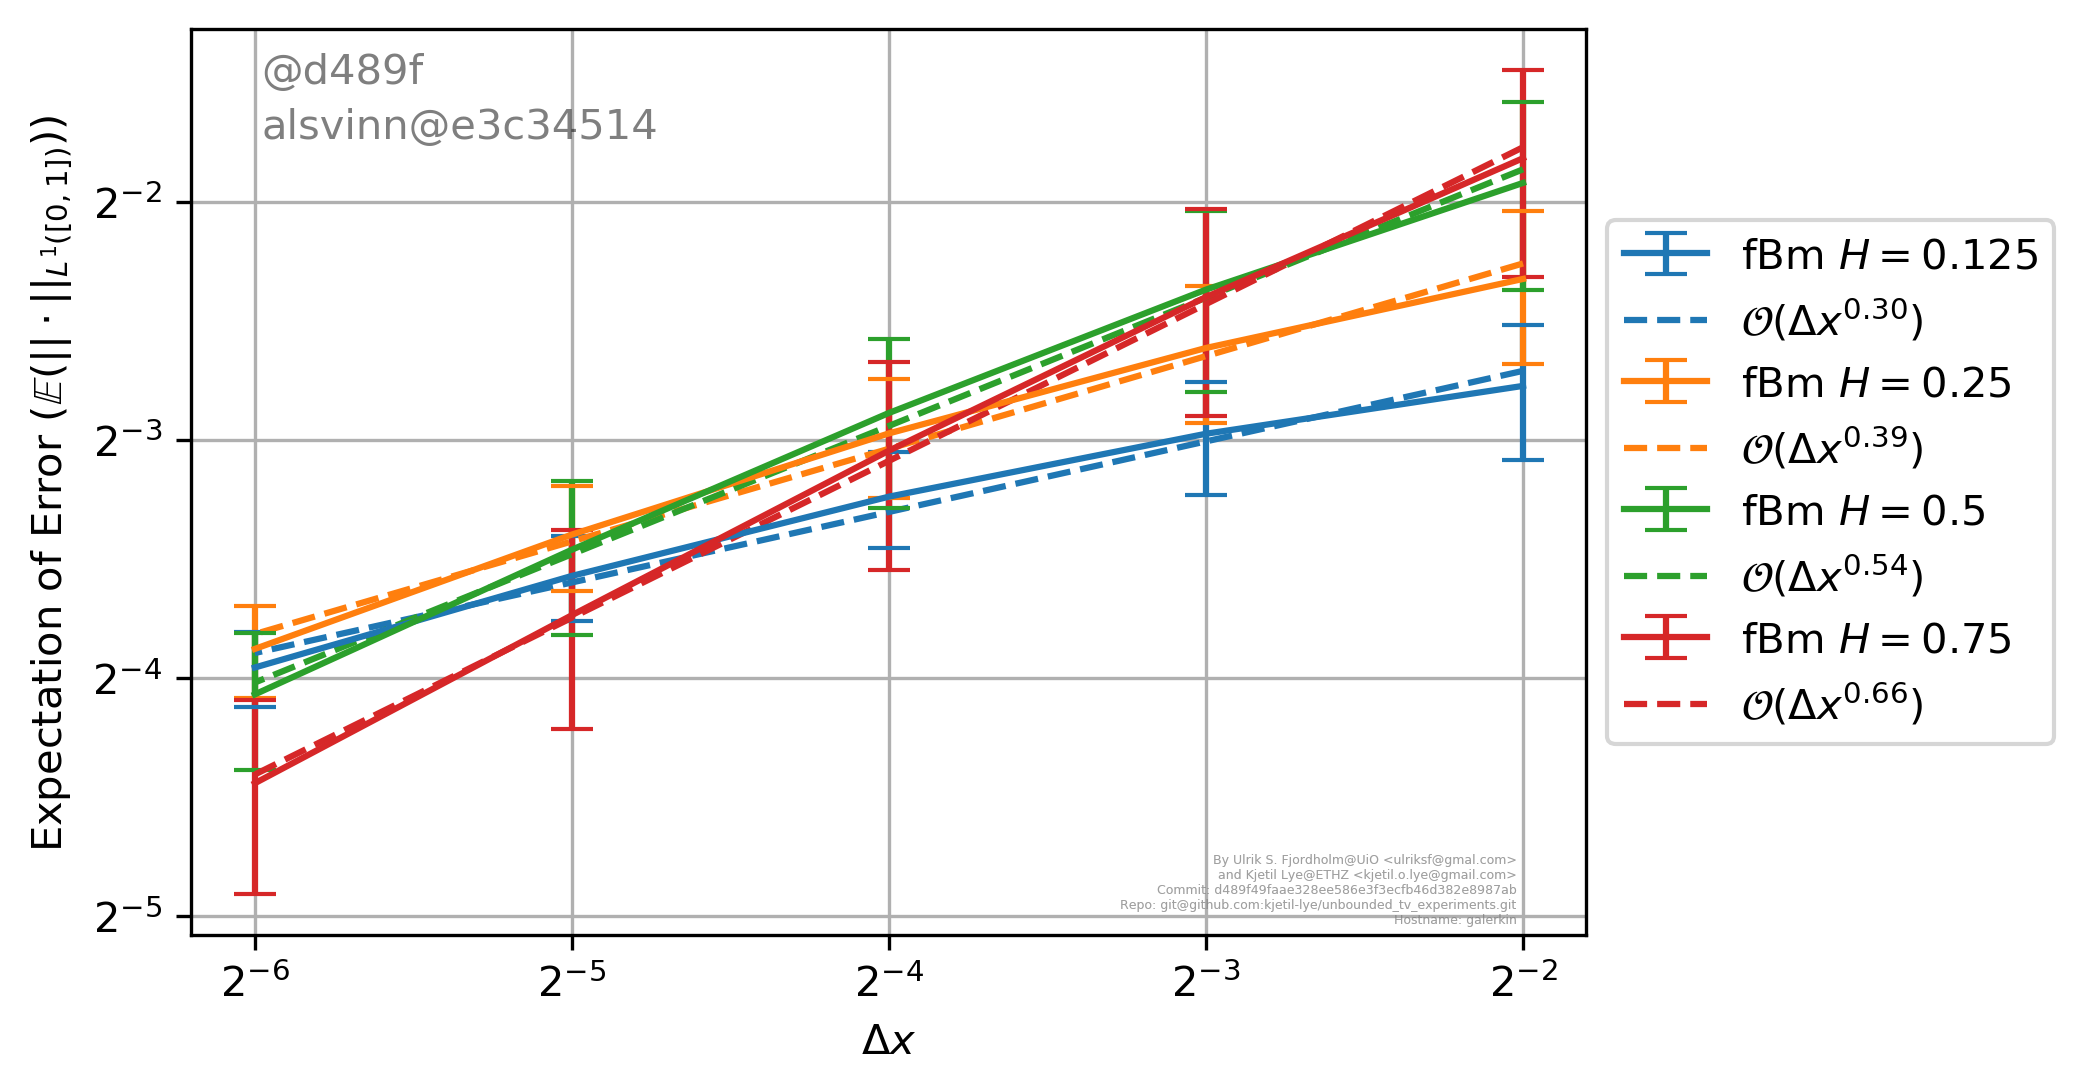 @d489f
alsvinn@e3c34514
Expectation of Error (𝔼(|| · ||_{L^1([0,1])}))
2^{-2}
2^{-3}
2^{-4}
2^{-5}
fBm H = 0.125
𝒪(Δx^{0.30})
fBm H = 0.25
𝒪(Δx^{0.39})
fBm H = 0.5
𝒪(Δx^{0.54})
fBm H = 0.75
𝒪(Δx^{0.66})
By Ulrik S. Fjordholm@UiO <ulriksf@gmal.com>
and Kjetil Lye@ETHZ <kjetil.o.lye@gmail.com>
Commit: d489f49faae328ee586e3f3ecfb46d382e8987ab
Repo: git@github.com:kjetil-lye/unbounded_tv_experiments.git
Hostname: galerkin
2^{-6} 2^{-5} 2^{-4} 2^{-3} 2^{-2}
Δx